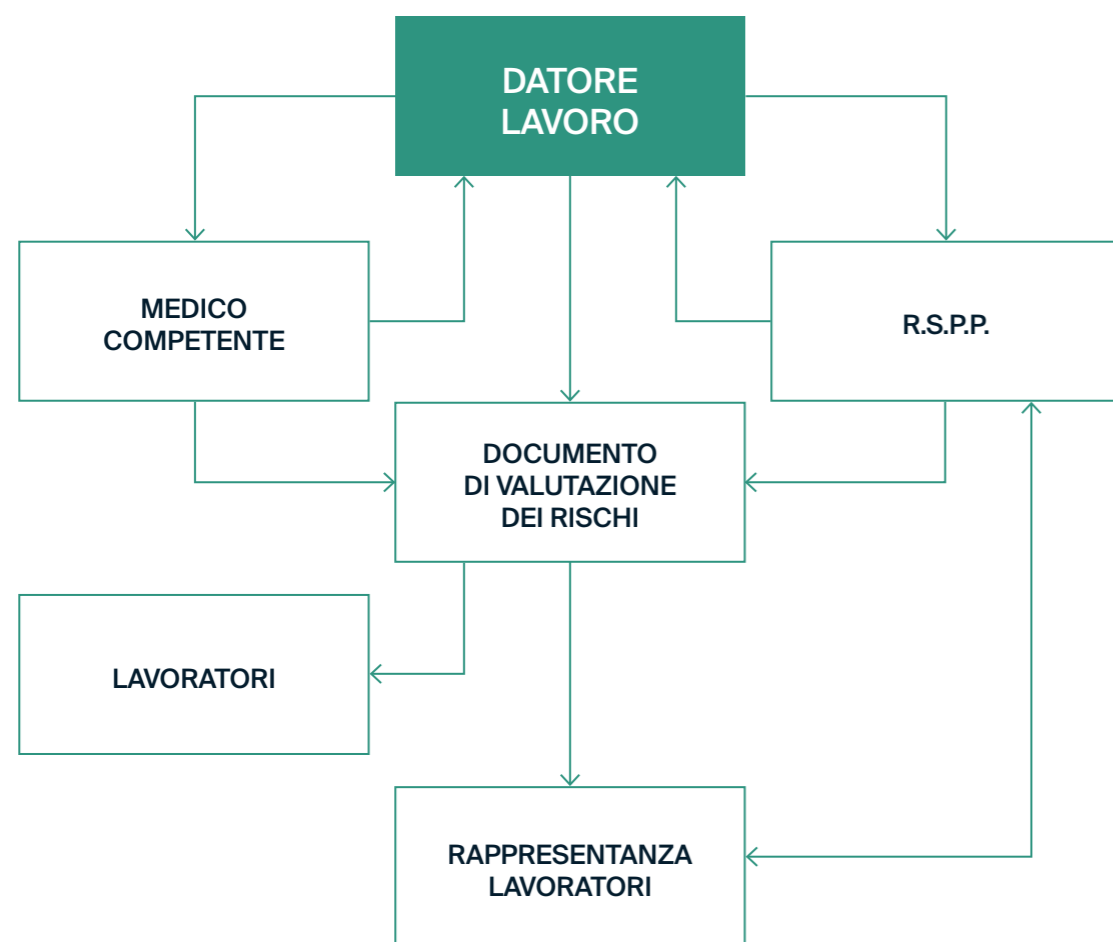 DATORE
LAVORO
MEDICO
COMPETENTE
R.S.P.P.
DOCUMENTO
DI VALUTAZIONE
DEI RISCHI
LAVORATORI
RAPPRESENTANZA
LAVORATORI